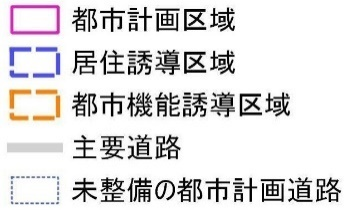 都市計画区域
居住誘導区域
都市機能誘導区域
主要道路
未整備の都市計画道路